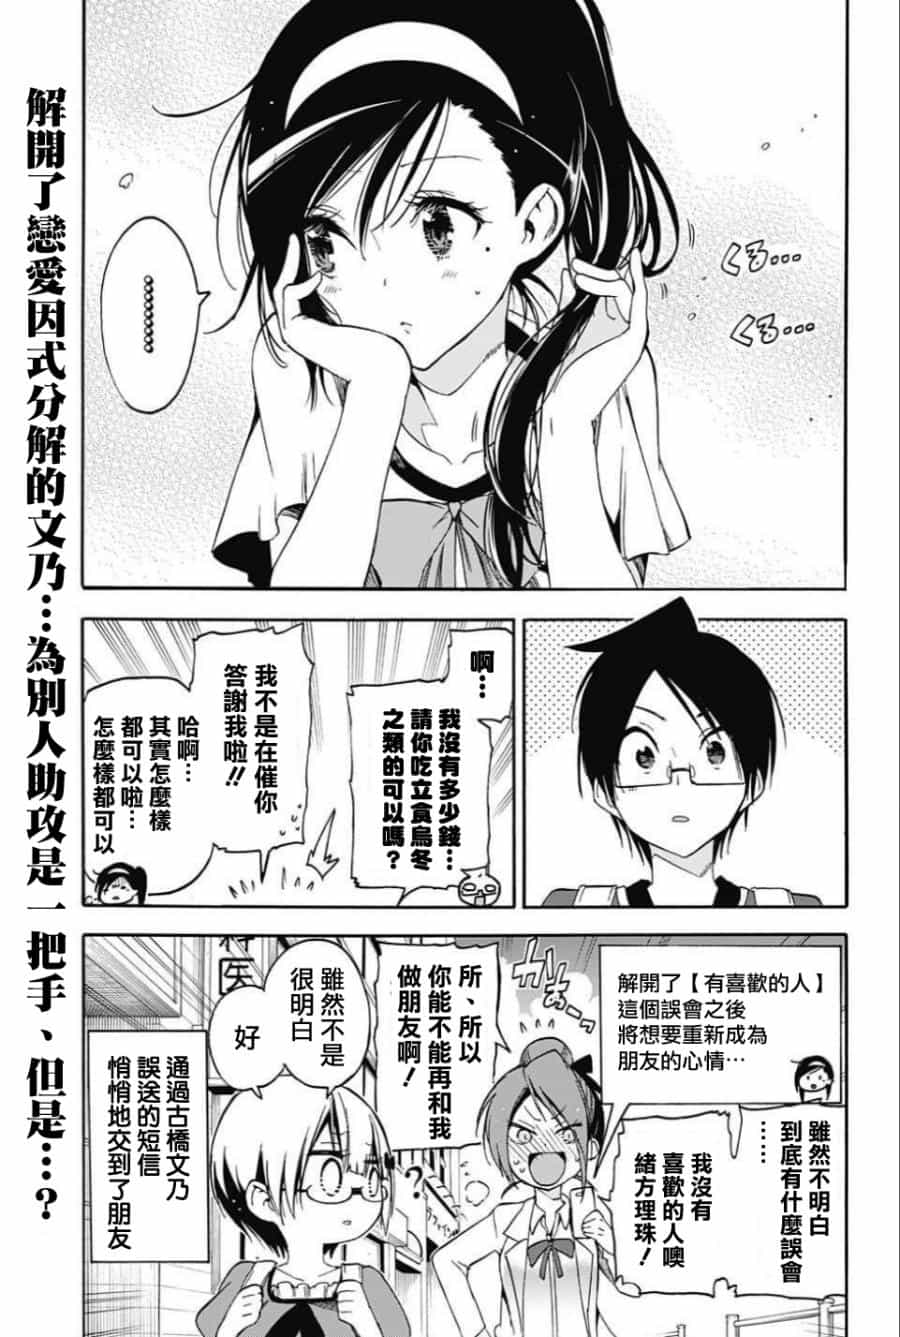 解開了戀愛因式分解的文乃…為別人助攻是一把手、但是…？
………
くる…
くる…
啊…
我沒有多少錢…
請你吃立食烏冬
之類的可以嗎？
我不是在催你
答謝我啦!!
哈啊…
其實怎麼樣
都可以啦…
怎麼樣都可以
解開了【有喜歡的人】
這個誤會之後
將想要重新成為
朋友的心情…
雖然不明白
到底有什麼誤會
……
我沒有
喜歡的人噢
緒方理珠！
カァァ…
所、所以
你能不能再和我
做朋友啊！
？
雖然不是
很明白
好
医
通過古橋文乃
誤送的短信
悄悄地交到了朋友